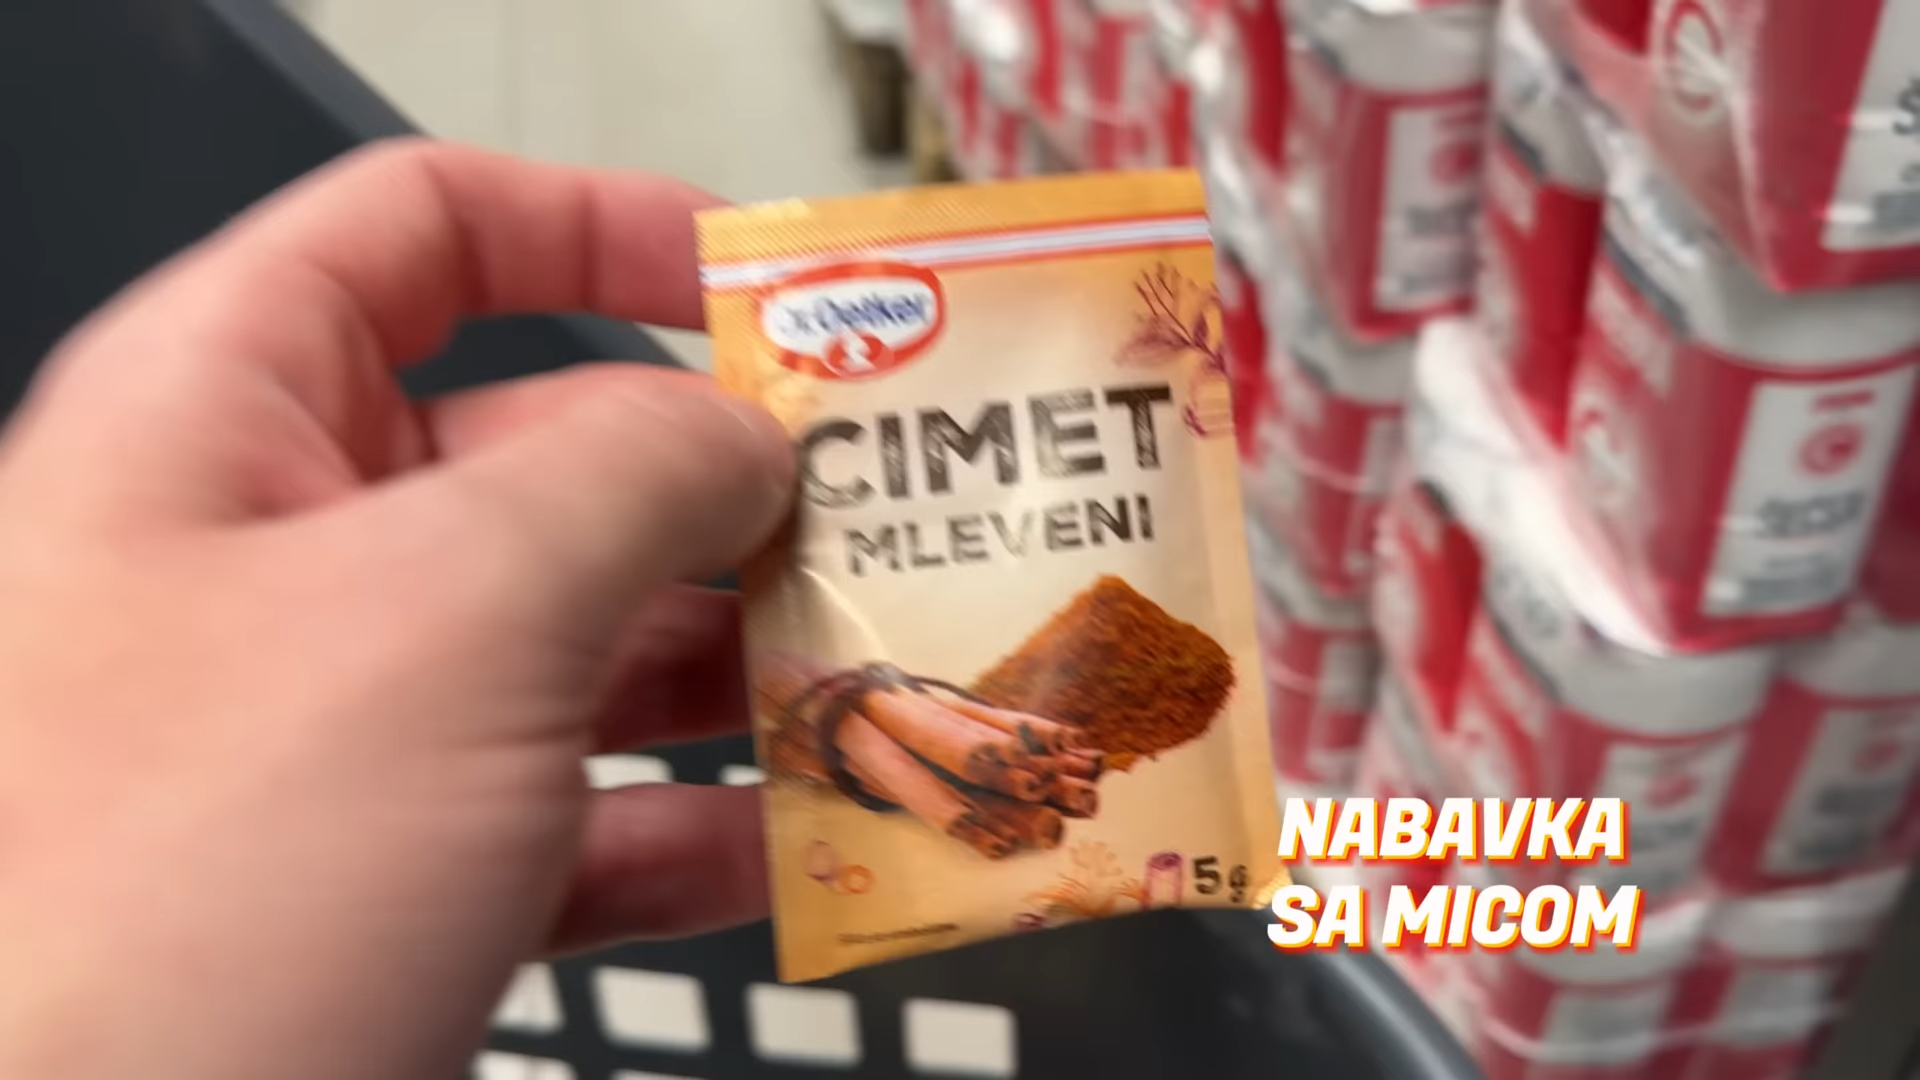 Dr. Oetker
CIMET
MLEVENI
5g
NABAVKA
SA MICOM